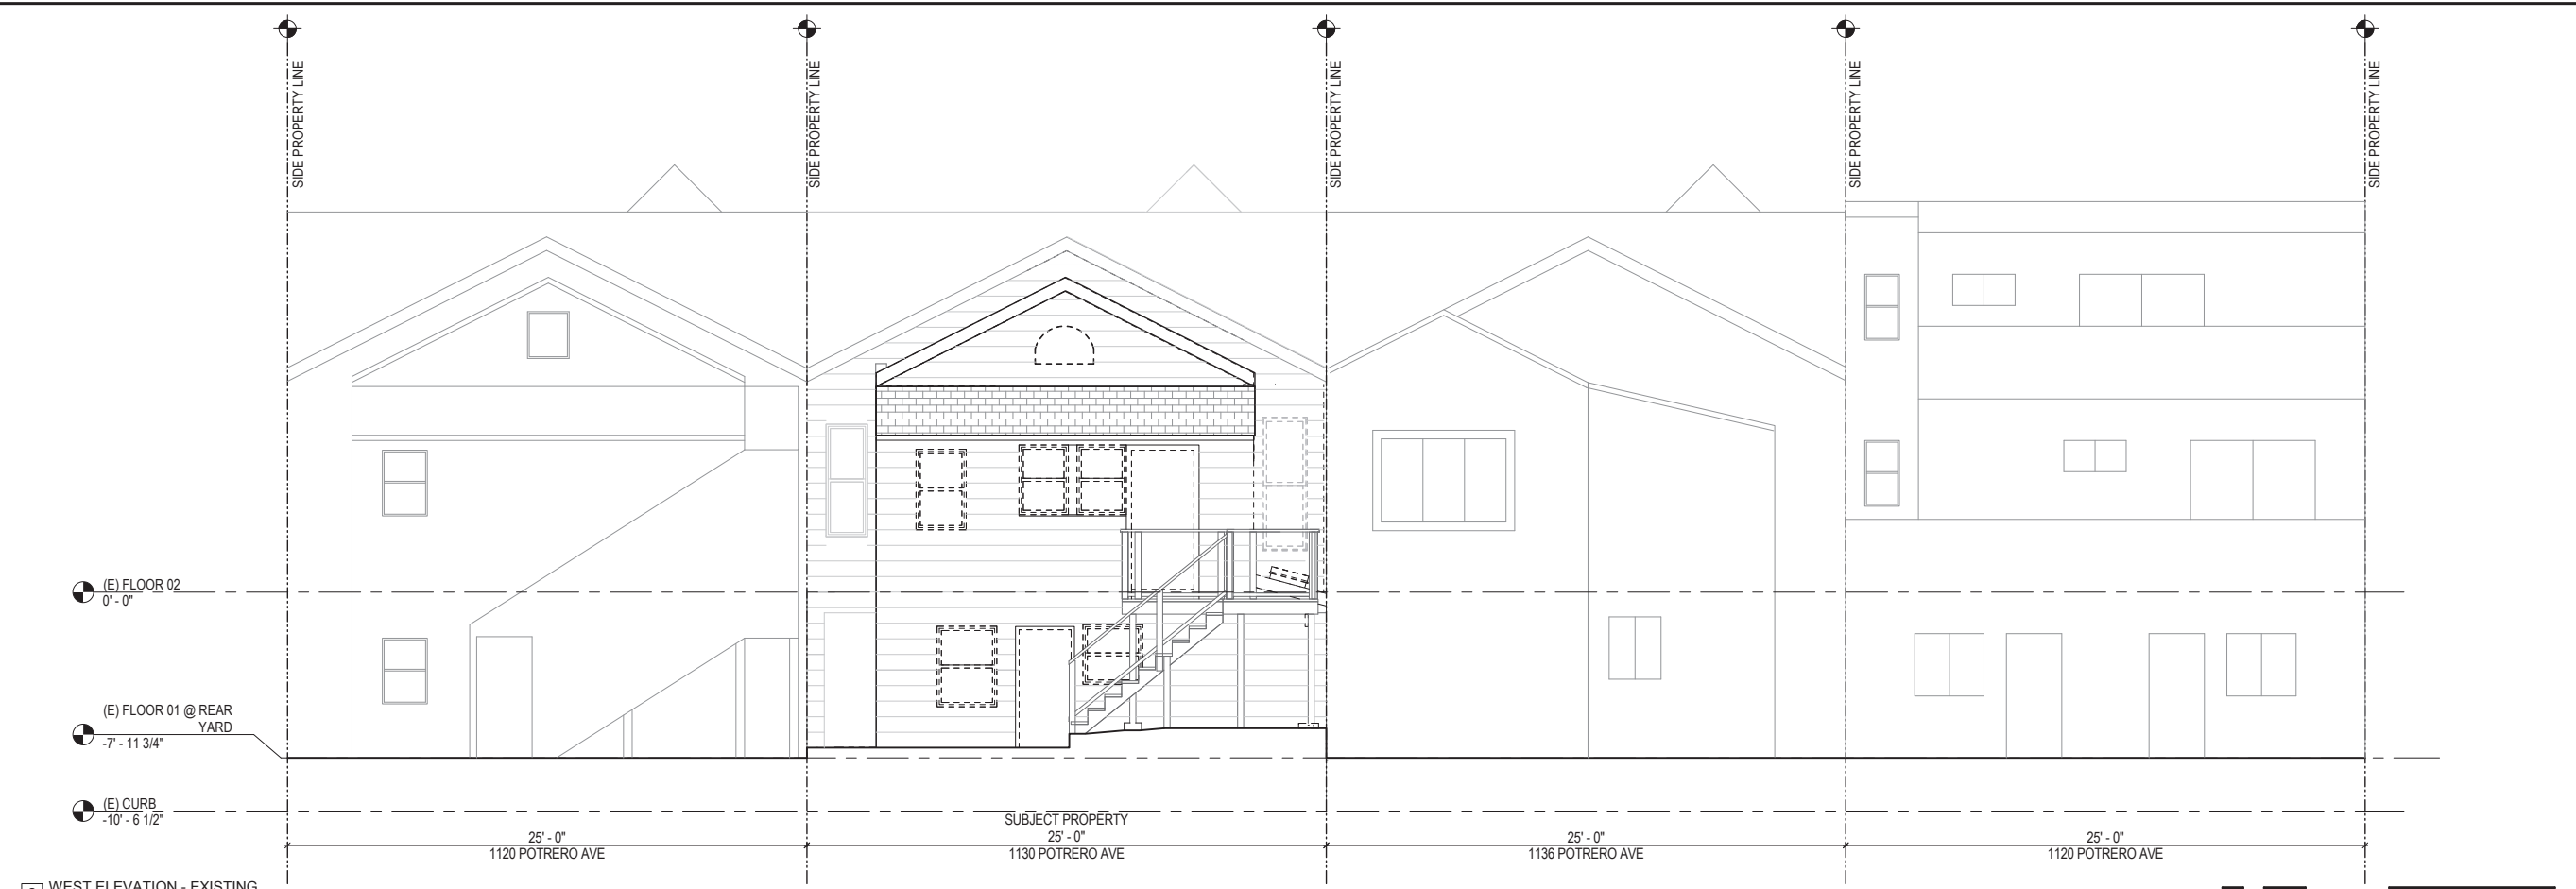 SIDE PROPERTY LINE
SIDE PROPERTY LINE
SIDE PROPERTY LINE
SIDE PROPERTY LINE
SIDE PROPERTY LINE
(E) FLOOR 02
0' - 0"
(E) FLOOR 01 @ REAR
YARD
-7' - 11 3/4"
(E) CURB
-10' - 6 1/2"
SUBJECT PROPERTY
25' - 0"
25' - 0"
25' - 0"
25' - 0"
1120 POTRERO AVE
1130 POTRERO AVE
1136 POTRERO AVE
1120 POTRERO AVE
WEST ELEVATION - EXISTING